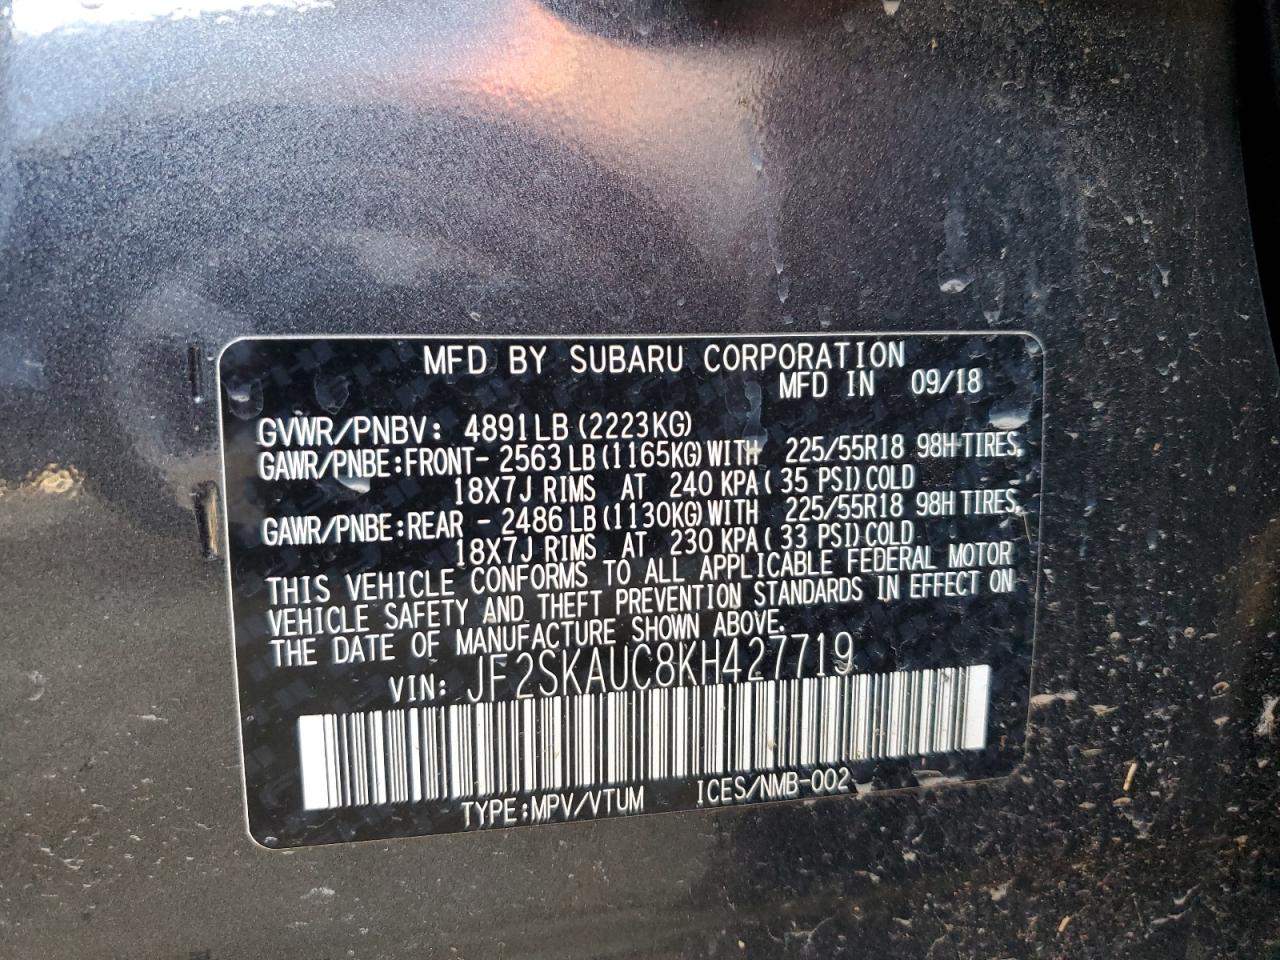 MFD BY SUBARU CORPORATION
MFD IN 09/18
GVWR/PNBV: 4891LB (2223KG)
GAWR/PNBE:FRONT- 2563 LB (1165KG) WITH 225/55R18 98H TIRES,
18X7J RIMS AT 240 KPA ( 35 PSI) COLD
GAWR/PNBE:REAR - 2486 LB (1130KG) WITH 225/55R18 98H TIRES,
18X7J RIMS AT 230 KPA ( 33 PSI) COLD
THIS VEHICLE CONFORMS TO ALL APPLICABLE FEDERAL MOTOR
VEHICLE SAFETY AND THEFT PREVENTION STANDARDS IN EFFECT ON
THE DATE OF MANUFACTURE SHOWN ABOVE.
VIN: JF2SKAUC8KH427719
TYPE:MPV/VTUM ICES/NMB-002